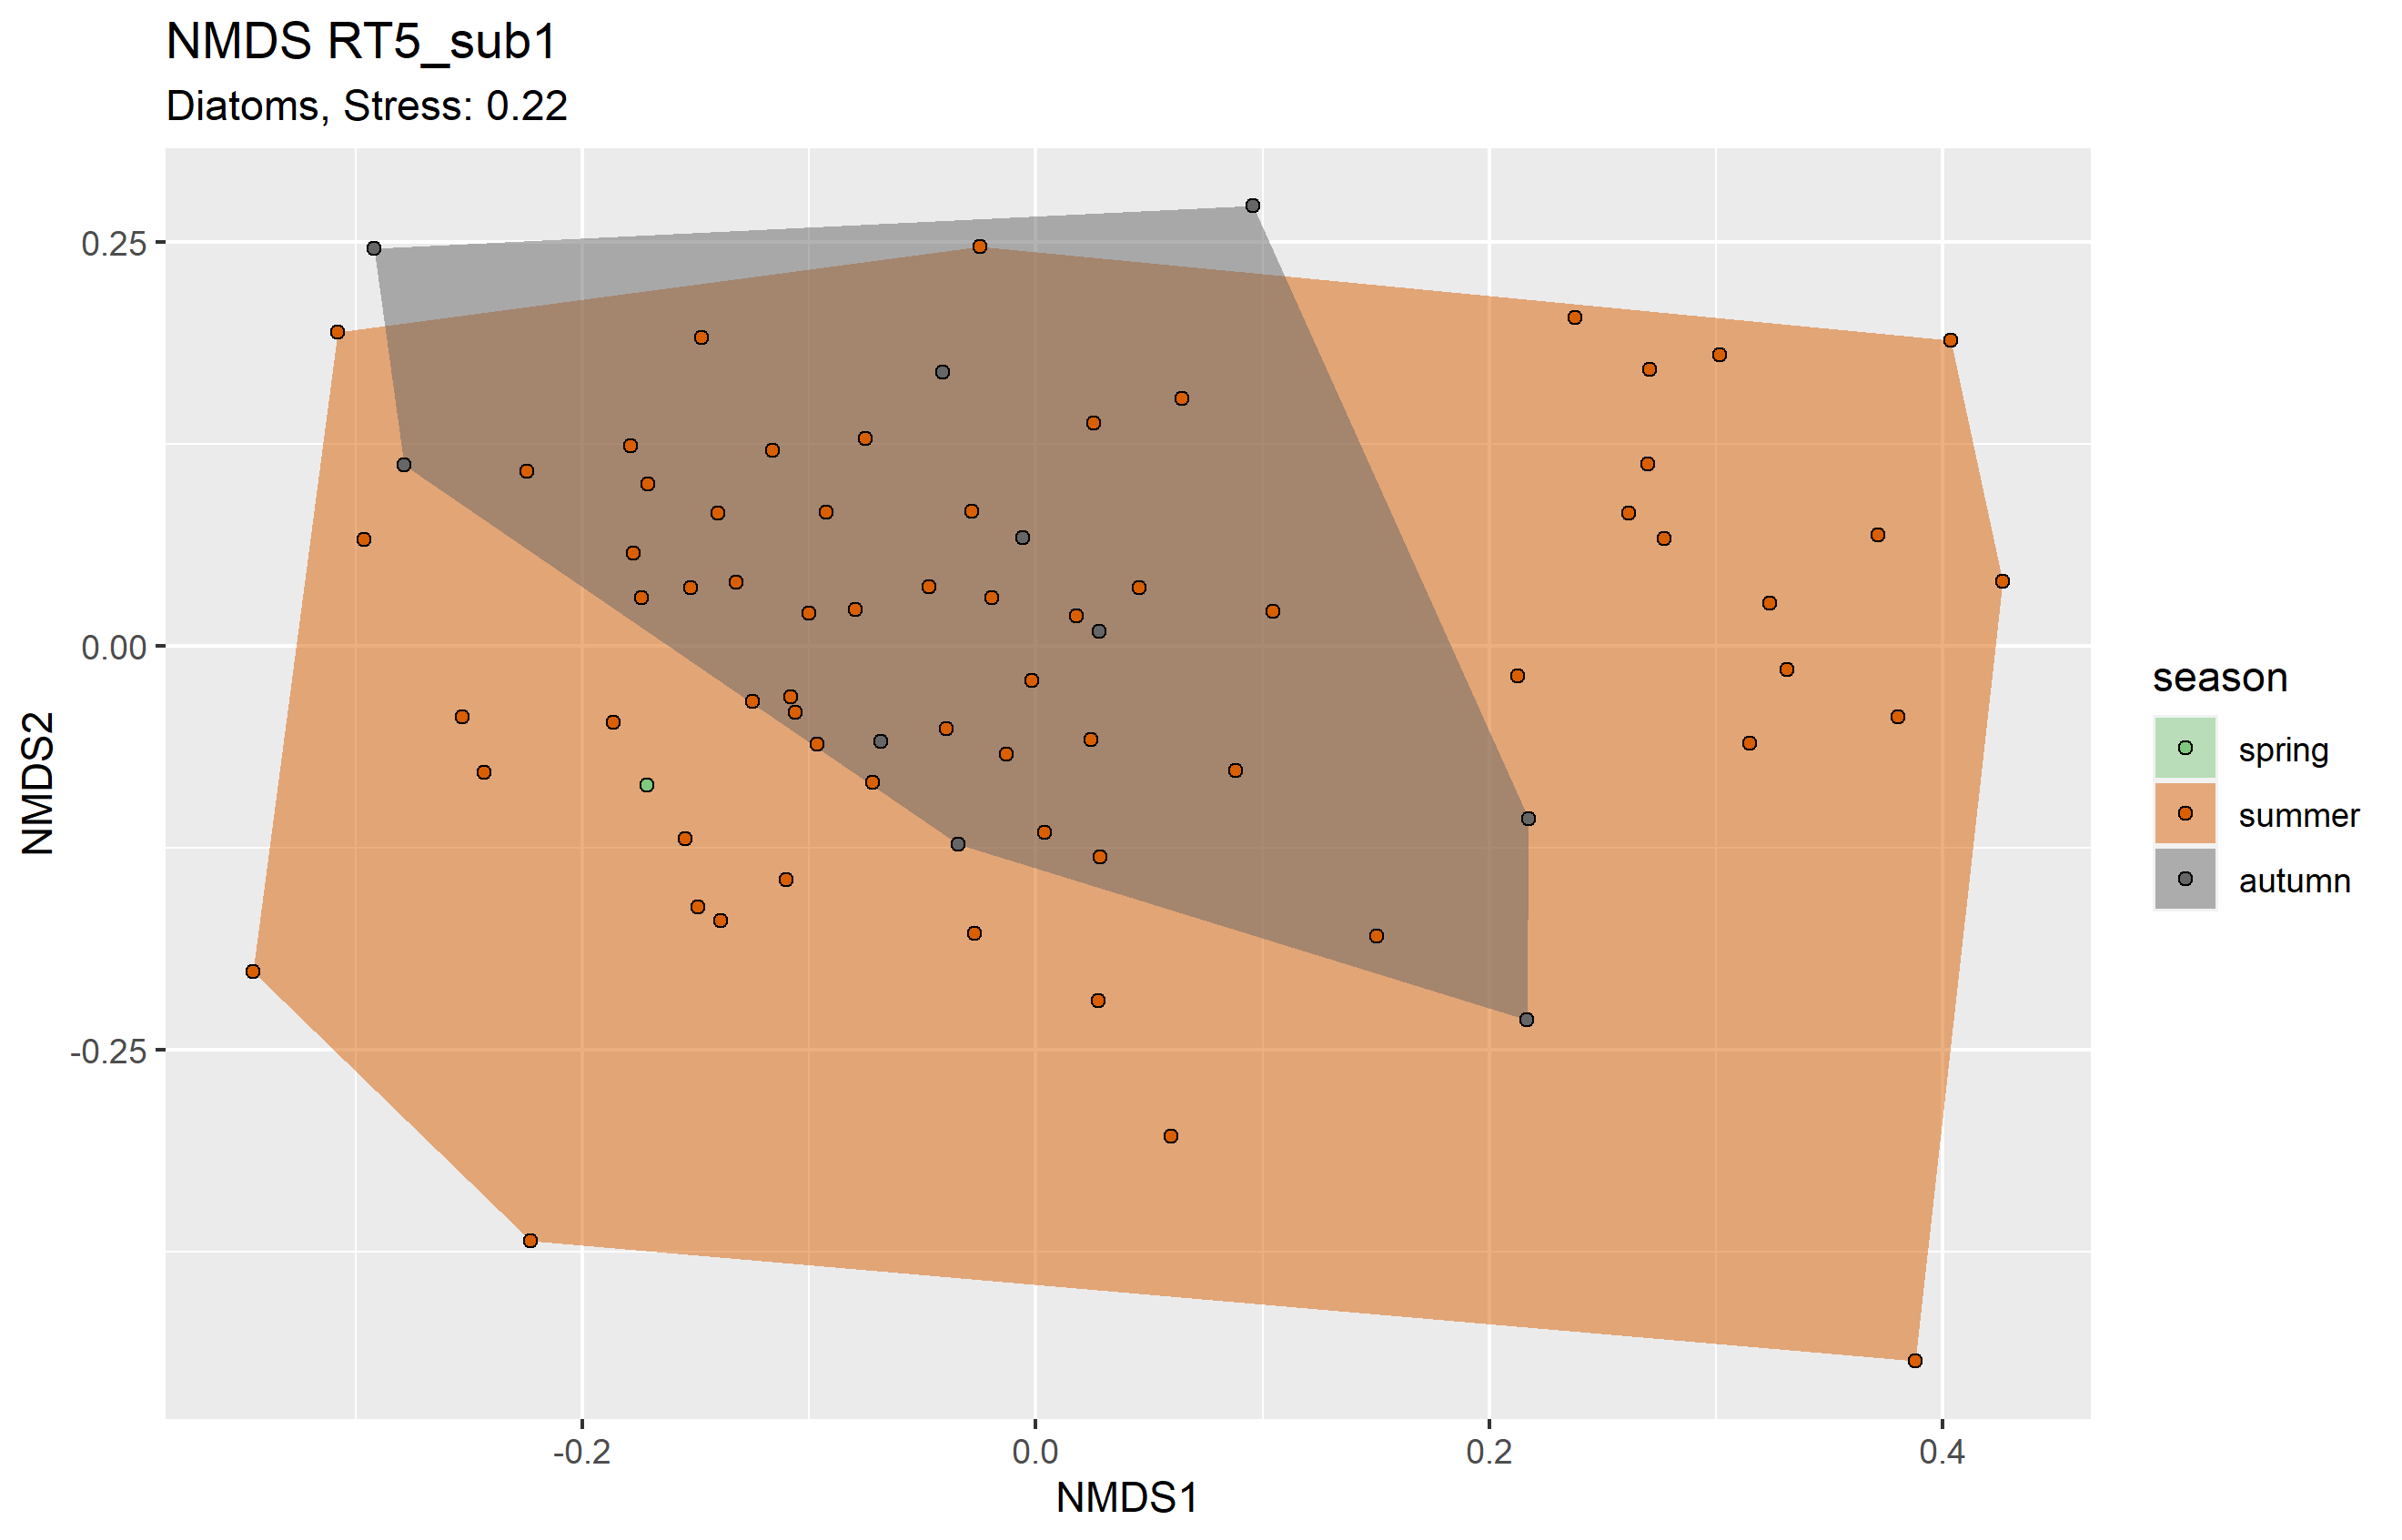 NMDS RT5_sub1
Diatoms, Stress: 0.22
0.25
0.00
-0.25
NMDS2
-0.2
0.0
0.2
0.4
NMDS1
season
spring
summer
autumn